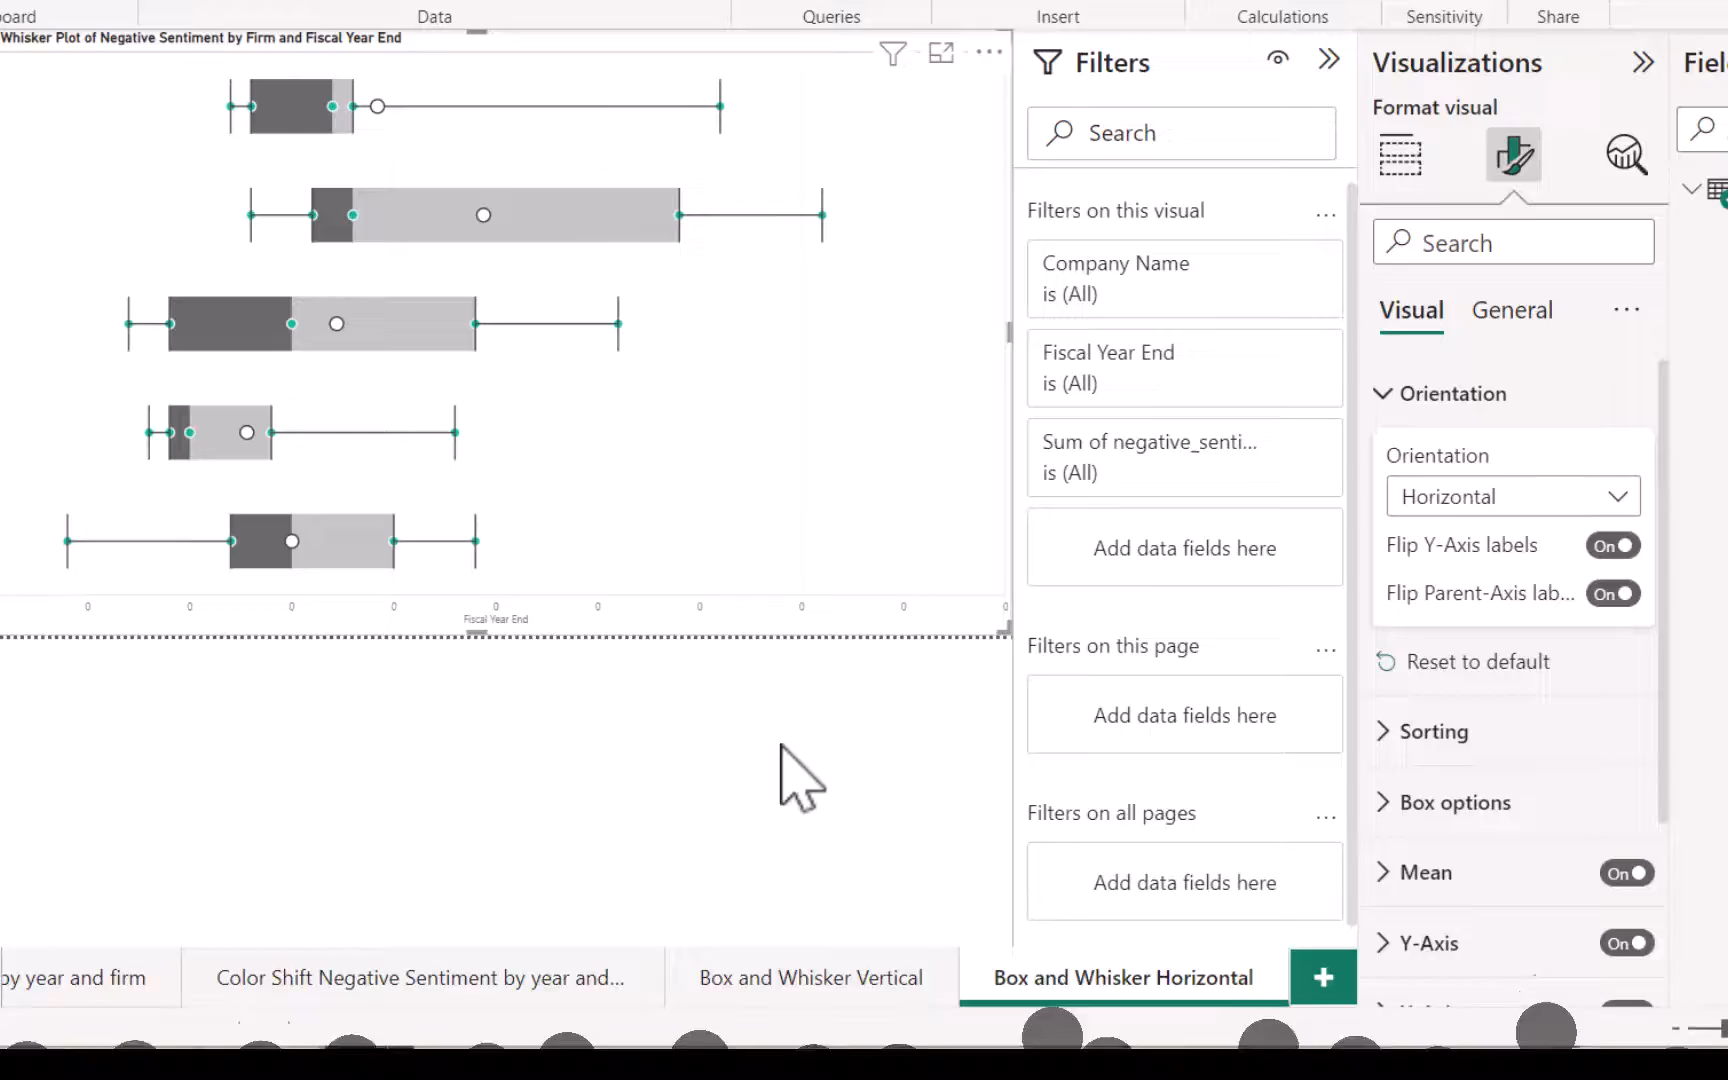 oard
Data
Queries
Insert
Calculations
Sensitivity
Share
Whisker Plot of Negative Sentiment by Firm and Fiscal Year End
0 0 0 0 0 0 0 0 0 0
Fiscal Year End
Filters
Search
Filters on this visual
...
Company Name
is (All)
Fiscal Year End
is (All)
Sum of negative_senti...
is (All)
Add data fields here
Filters on this page
...
Add data fields here
Filters on all pages
...
Add data fields here
Visualizations
Format visual
Search
Visual
General
...
Orientation
Orientation
Horizontal
Flip Y-Axis labels
On
Flip Parent-Axis lab...
On
Reset to default
Sorting
Box options
Mean
On
Y-Axis
On
Fiel
by year and firm
Color Shift Negative Sentiment by year and...
Box and Whisker Vertical
Box and Whisker Horizontal
+